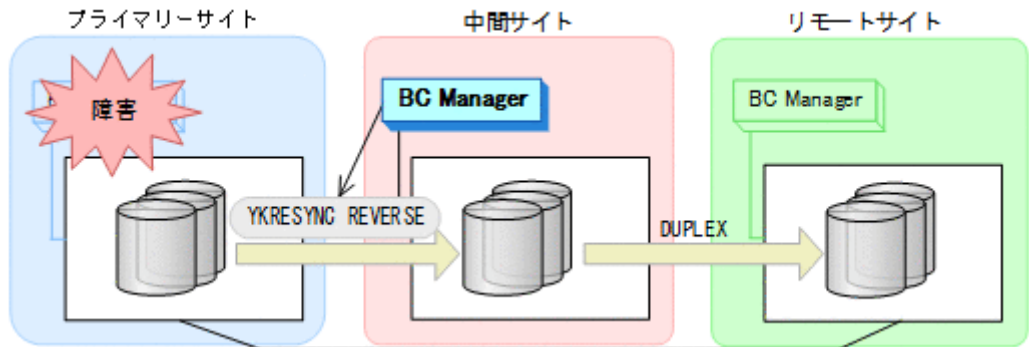 プライマリーサイト
中間サイト
リモートサイト
障害
BC Manager
BC Manager
YKRESYNC REVERSE
DUPLEX